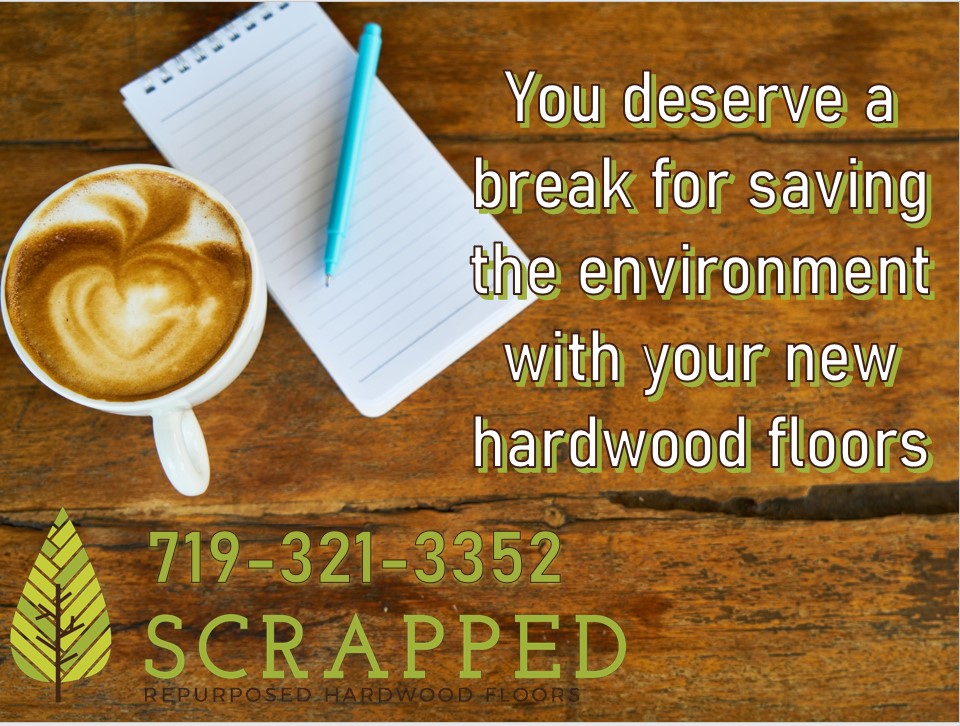 You deserve a
break for saving
the environment
with your new
hardwood floors
719-321-3352
SCRAPPED
REPURPOSED HARDWOOD FLOORS